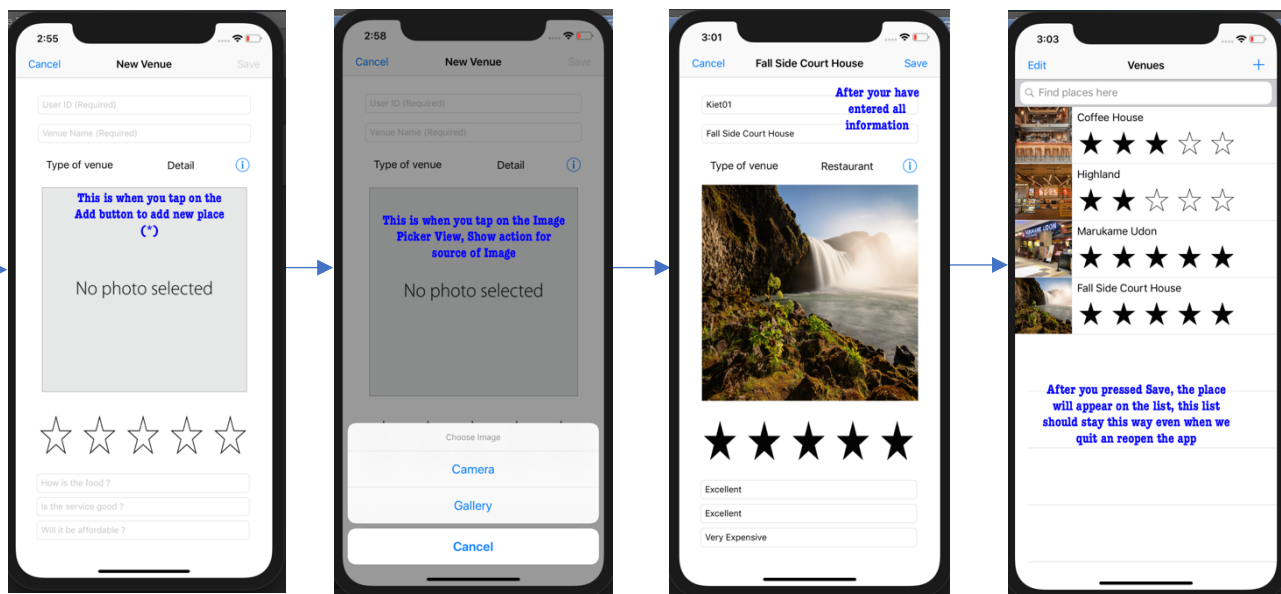 2:55
Cancel New Venue Save
User ID (Required)
Venue Name (Required)
Type of venue Detail
This is when you tap on the
Add button to add new place
(*)
No photo selected
How is the food ?
Is the service good ?
Will it be affordable ?
2:58
Cancel New Venue Save
User ID (Required)
Venue Name (Required)
Type of venue Detail
This is when you tap on the Image
Picker View, Show action for
source of Image
No photo selected
Choose Image
Camera
Gallery
Cancel
3:01
Cancel Fall Side Court House Save
After your have
entered all
information
Kiet01
Fall Side Court House
Type of venue Restaurant
Excellent
Excellent
Very Expensive
3:03
Edit Venues +
Find places here
Coffee House
Highland
Marukame Udon
MARUKAME UDON
Fall Side Court House
After you pressed Save, the place
will appear on the list, this list
should stay this way even when we
quit an reopen the app